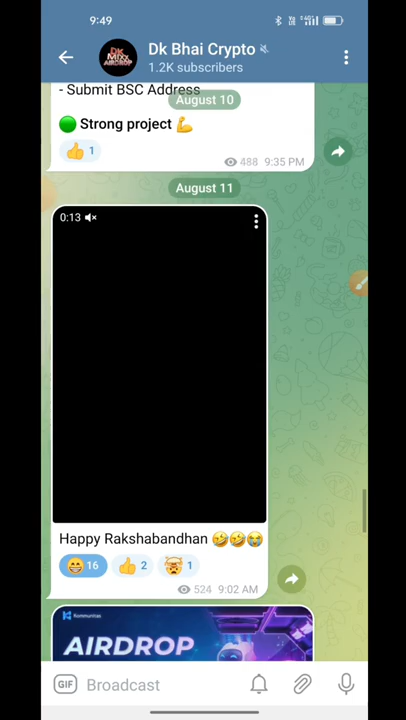 9:49
Dk Bhai Crypto
1.2K subscribers
- Submit BSC Address
August 10
🟢 Strong project 💪
👍 1
488 9:35 PM
August 11
0:13
Happy Rakshabandhan 🤣🤣😭
😁 16 👍 2 🤯 1
524 9:02 AM
Kommunitas
AIRDROP
GIF Broadcast